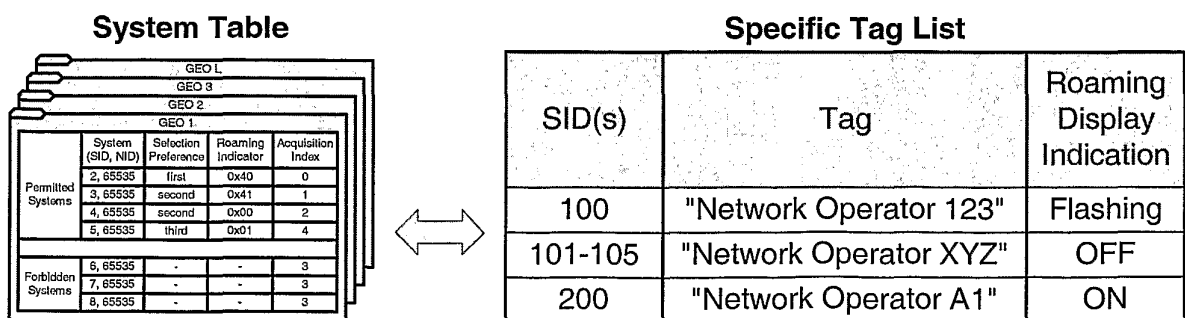 System Table
GEO L
GEO 3
GEO 2
GEO 1
System (SID, NID) Selection Preference Roaming Indicator Acquisition Index
Permitted Systems
2, 65535 first 0x40 0
3, 65535 second 0x41 1
4, 65535 second 0x00 2
5, 65535 third 0x01 4
Forbidden Systems
6, 65535 - - 3
7, 65535 - - 3
8, 65535 - - 3
Specific Tag List
SID(s) Tag Roaming Display Indication
100 "Network Operator 123" Flashing
101-105 "Network Operator XYZ" OFF
200 "Network Operator A1" ON